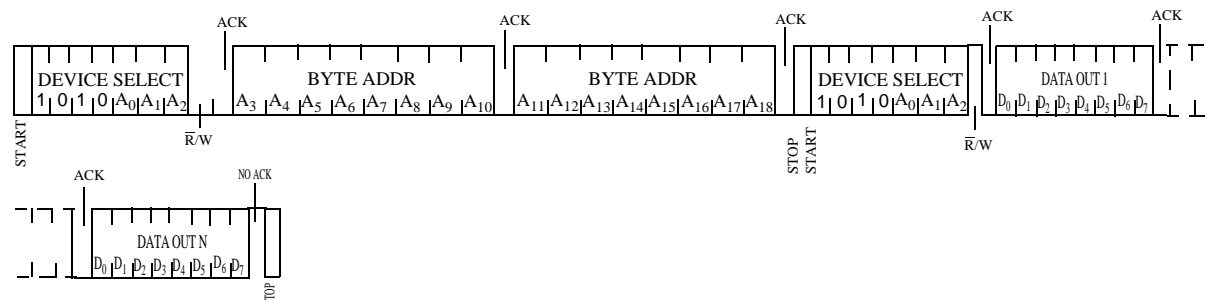 ACK ACK ACK ACK ACK
DEVICE SELECT BYTE ADDR BYTE ADDR DEVICE SELECT DATA OUT 1
1 0 1 0 A0 A1 A2 A3 A4 A5 A6 A7 A8 A9 A10 A11 A12 A13 A14 A15 A16 A17 A18 1 0 1 0 A0 A1 A2 D0 D1 D2 D3 D4 D5 D6 D7
START R̅/W STOP START R̅/W
ACK NO ACK
DATA OUT N
D0 D1 D2 D3 D4 D5 D6 D7
TOP